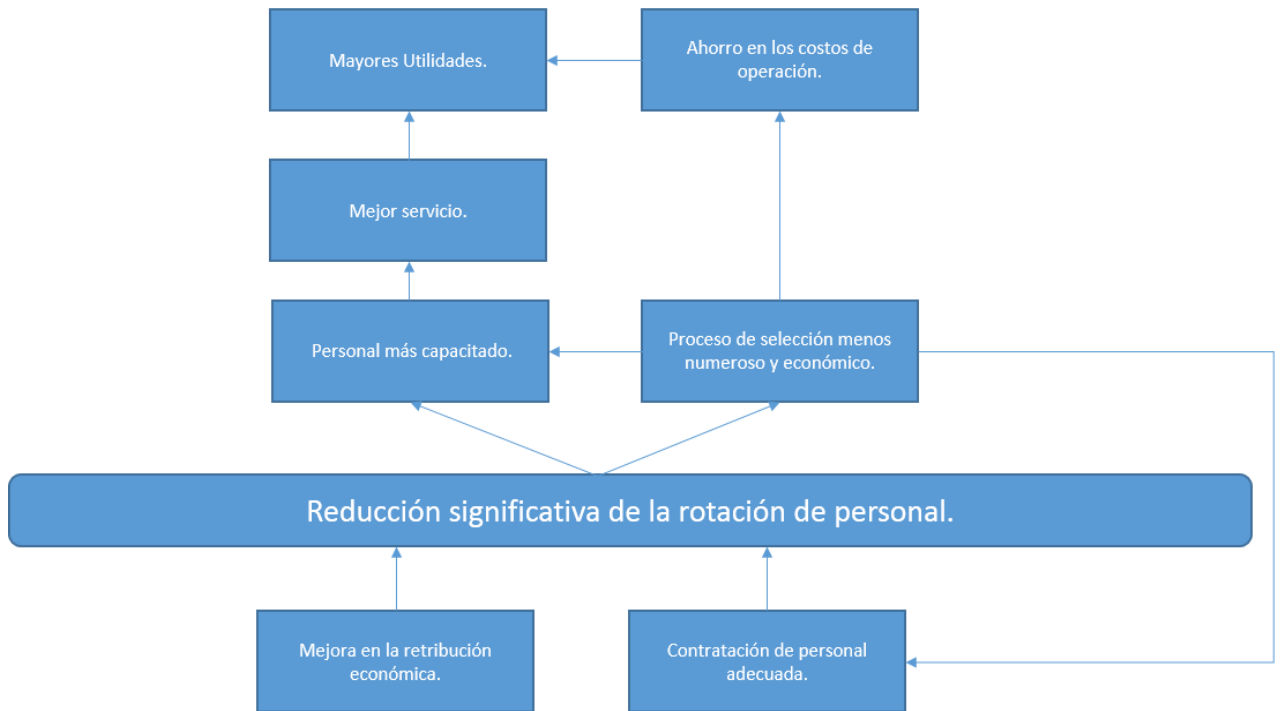 Mayores Utilidades.
Ahorro en los costos de
operación.
Mejor servicio.
Personal más capacitado.
Proceso de selección menos
numeroso y económico.
Reducción significativa de la rotación de personal.
Mejora en la retribución
económica.
Contratación de personal
adecuada.